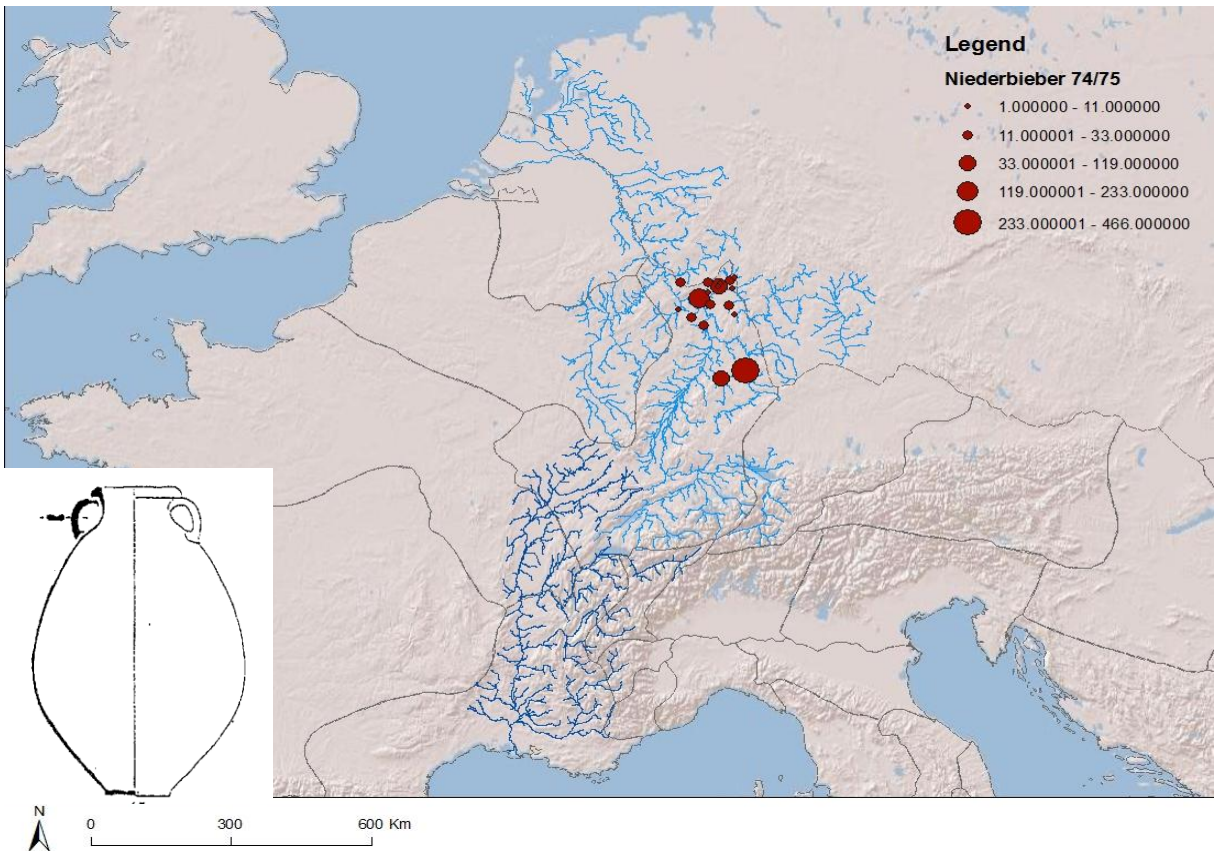 Legend
Niederbieber 74/75
1.000000 - 11.000000
11.000001 - 33.000000
33.000001 - 119.000000
119.000001 - 233.000000
233.000001 - 466.000000
N
0 300 600 Km